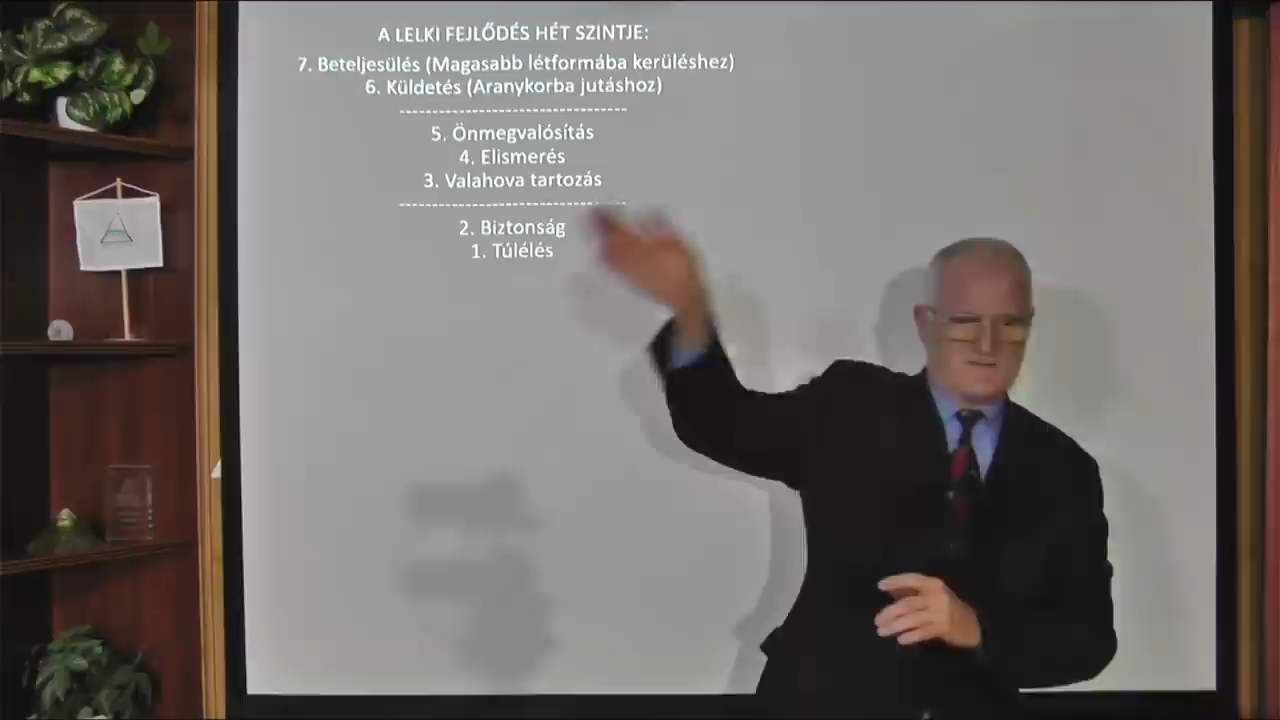 A LELKI FEJLŐDÉS HÉT SZINTJE:
7. Beteljesülés (Magasabb létformába kerüléshez)
6. Küldetés (Aranykorba jutáshoz)
----------------------------------
5. Önmegvalósítás
4. Elismerés
3. Valahova tartozás
----------------------------------
2. Biztonság
1. Túlélés